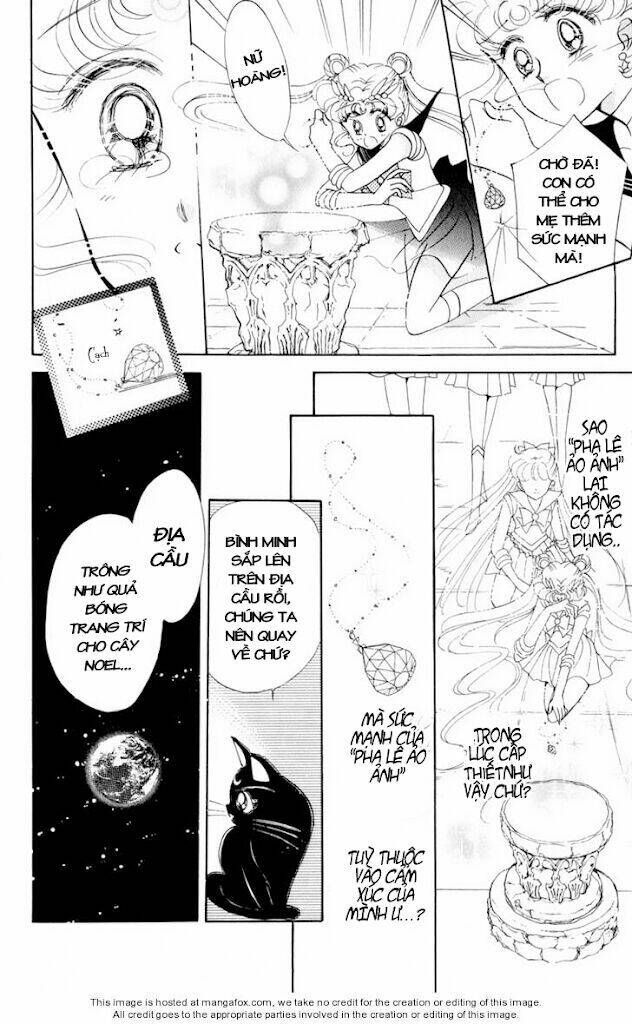 CHỜ ĐÃ!
CON CÓ
THỂ CHO
MẸ THÊM
SỨC MẠNH
MÀ!
NỮ
HOÀNG!
Cạch
SAO
"PHA LÊ
ẢO ẢNH"
LẠI
KHÔNG
CÓ TÁC
DỤNG..
TRONG
LÚC CẤP
THIẾT NHƯ
VẬY CHỨ?
MÀ SỨC
MẠNH CỦA
"PHA LÊ ẢO
ẢNH"
TUỲ THUỘC
VÀO CẢM
XÚC CỦA
MÌNH Ư...?
BÌNH MINH
SẮP LÊN
TRÊN ĐỊA
CẦU RỒI,
CHÚNG TA
NÊN QUAY
VỀ CHỨ?
ĐỊA
CẦU
TRÔNG
NHƯ QUẢ
BÓNG
TRANG TRÍ
CHO CÂY
NOEL...
This image is hosted at mangafox.com, we take no credit for the creation or editing of this image.
All credit goes to the appropriate parties involved in the creation or editing of this image.